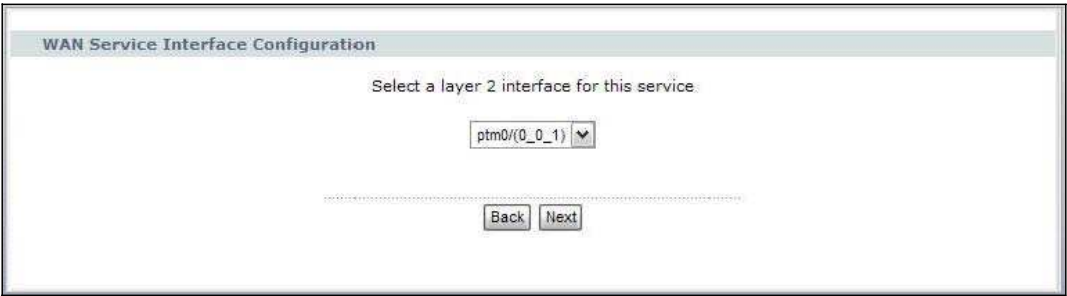 WAN Service Interface Configuration
Select a layer 2 interface for this service
ptm0/(0_0_1)
Back Next